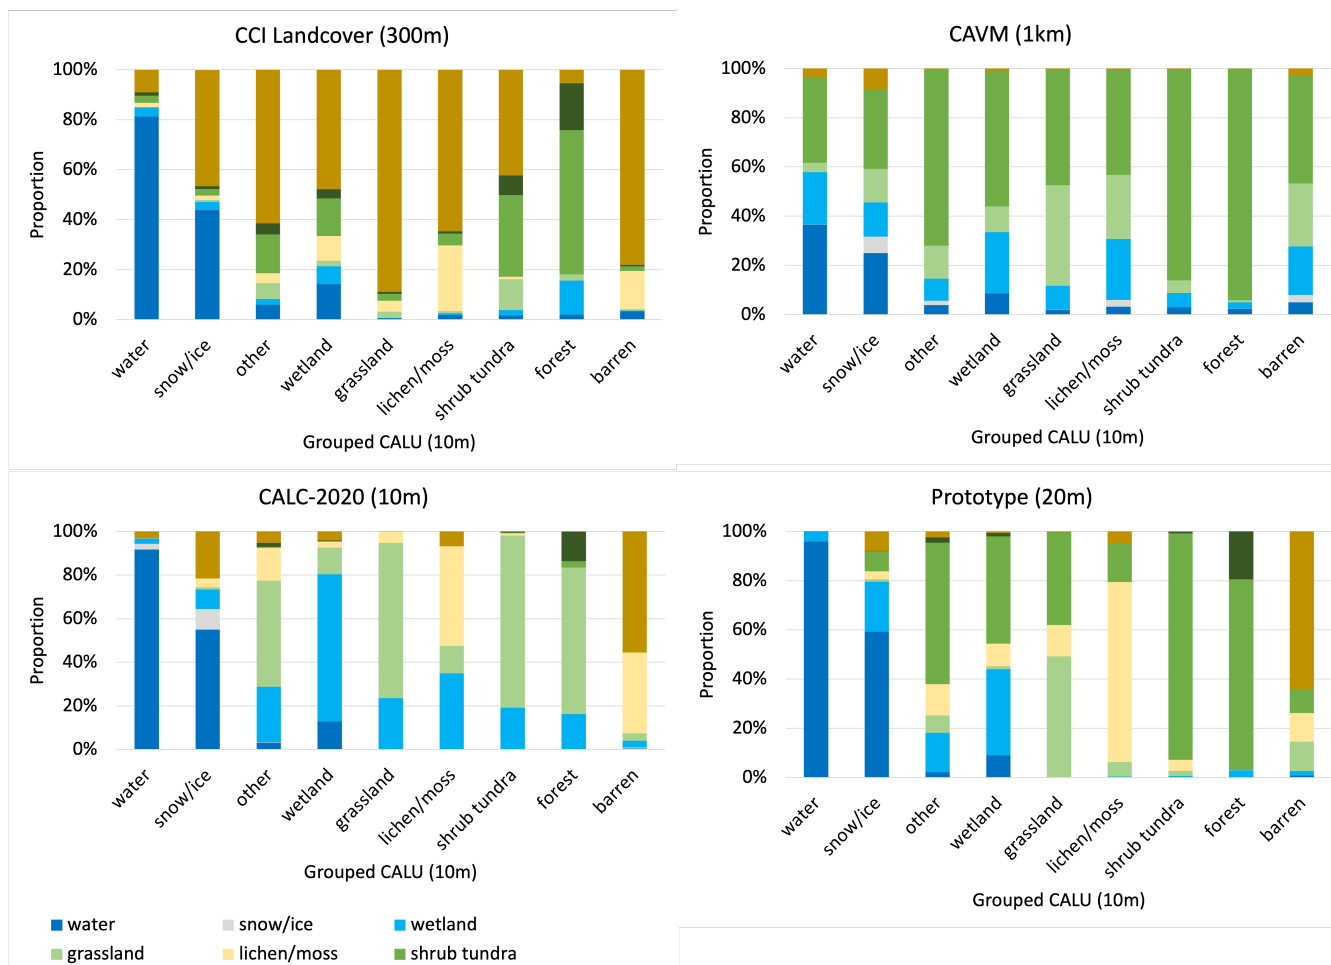 CCI Landcover (300m)
100%
80%
60%
40%
20%
0%
Proportion
water
snow/ice
other
wetland
grassland
lichen/moss
shrub tundra
forest
barren
Grouped CALU (10m)
CAVM (1km)
100%
80%
60%
40%
20%
0%
Proportion
water
snow/ice
other
wetland
grassland
lichen/moss
shrub tundra
forest
barren
Grouped CALU (10m)
CALC-2020 (10m)
100%
80%
60%
40%
20%
0%
Proportion
water
snow/ice
other
wetland
grassland
lichen/moss
shrub tundra
forest
barren
Grouped CALU (10m)
Prototype (20m)
100%
80%
60%
40%
20%
0%
Proportion
water
snow/ice
other
wetland
grassland
lichen/moss
shrub tundra
forest
barren
Grouped CALU (10m)
water snow/ice wetland
grassland lichen/moss shrub tundra